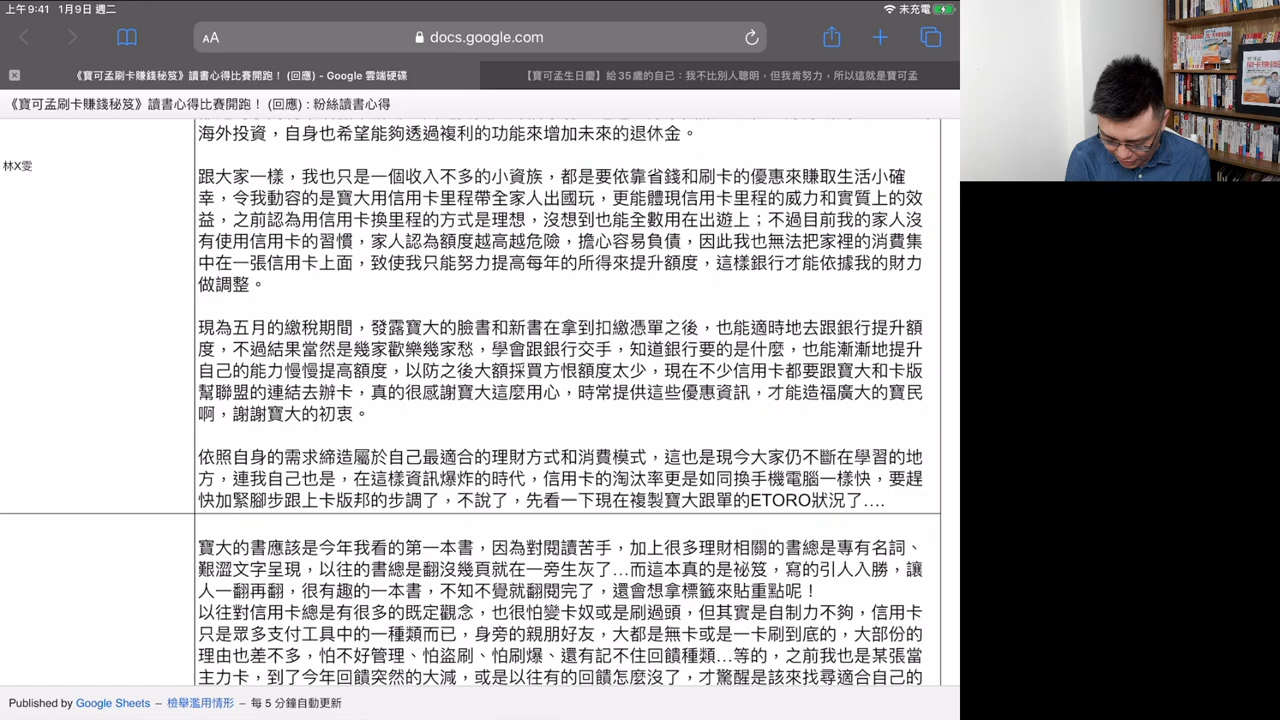 上午9:41 1月9日 週二
未充電
AA
docs.google.com
《寶可孟刷卡賺錢秘笈》讀書心得比賽開跑！ (回應) - Google 雲端硬碟
【寶可孟生日慶】給35歲的自己：我不比別人聰明，但我肯努力，所以這就是寶可孟
《寶可孟刷卡賺錢秘笈》讀書心得比賽開跑！ (回應) : 粉絲讀書心得
海外投資，自身也希望能夠透過複利的功能來增加未來的退休金。
林X雯
跟大家一樣，我也只是一個收入不多的小資族，都是要依靠省錢和刷卡的優惠來賺取生活小確
幸，令我動容的是寶大用信用卡里程帶全家人出國玩，更能體現信用卡里程的威力和實質上的效
益，之前認為用信用卡換里程的方式是理想，沒想到也能全數用在出遊上；不過目前我的家人沒
有使用信用卡的習慣，家人認為額度越高越危險，擔心容易負債，因此我也無法把家裡的消費集
中在一張信用卡上面，致使我只能努力提高每年的所得來提升額度，這樣銀行才能依據我的財力
做調整。
現為五月的繳稅期間，發露寶大的臉書和新書在拿到扣繳憑單之後，也能適時地去跟銀行提升額
度，不過結果當然是幾家歡樂幾家愁，學會跟銀行交手，知道銀行要的是什麼，也能漸漸地提升
自己的能力慢慢提高額度，以防之後大額採買方恨額度太少，現在不少信用卡都要跟寶大和卡版
幫聯盟的連結去辦卡，真的很感謝寶大這麼用心，時常提供這些優惠資訊，才能造福廣大的寶民
啊，謝謝寶大的初衷。
依照自身的需求締造屬於自己最適合的理財方式和消費模式，這也是現今大家仍不斷在學習的地
方，連我自己也是，在這樣資訊爆炸的時代，信用卡的淘汰率更是如同換手機電腦一樣快，要趕
快加緊腳步跟上卡版邦的步調了，不說了，先看一下現在複製寶大跟單的ETORO狀況了....
寶大的書應該是今年我看的第一本書，因為對閱讀苦手，加上很多理財相關的書總是專有名詞、
艱澀文字呈現，以往的書總是翻沒幾頁就在一旁生灰了...而這本真的是祕笈，寫的引人入勝，讓
人一翻再翻，很有趣的一本書，不知不覺就翻閱完了，還會想拿標籤來貼重點呢！
以往對信用卡總是有很多的既定觀念，也很怕變卡奴或是刷過頭，但其實是自制力不夠，信用卡
只是眾多支付工具中的一種類而已，身旁的親朋好友，大都是無卡或是一卡刷到底的，大部份的
理由也差不多，怕不好管理、怕盜刷、怕刷爆、還有記不住回饋種類...等的，之前我也是某張當
主力卡，到了今年回饋突然的大減，或是以往有的回饋怎麼沒了，才驚醒是該來找尋適合自己的
Published by Google Sheets – 檢舉濫用情形 – 每 5 分鐘自動更新